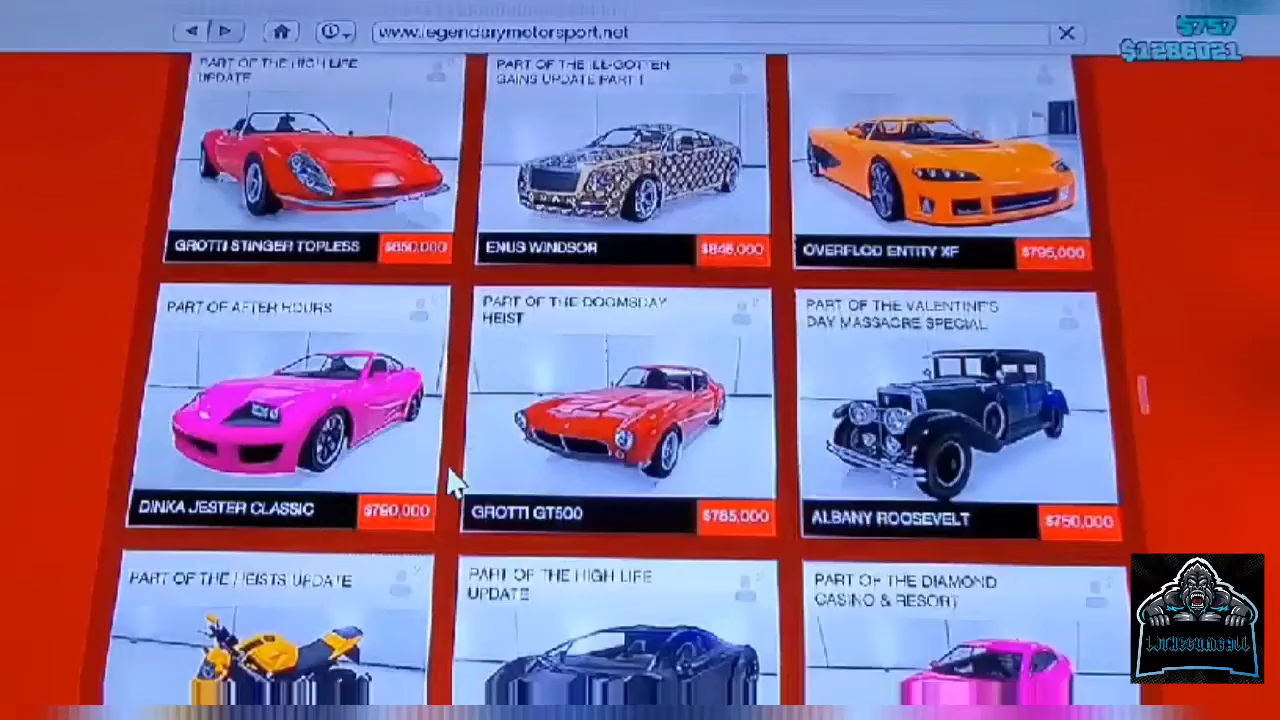 www.legendarymotorsport.net
$757
$1286021
PART OF THE HIGH LIFE
UPDATE
PART OF THE ILL-GOTTEN
GAINS UPDATE PART I
GROTTI STINGER TOPLESS
$850,000
ENUS WINDSOR
$845,000
OVERFLOD ENTITY XF
$795,000
PART OF AFTER HOURS
PART OF THE DOOMSDAY
HEIST
PART OF THE VALENTINE'S
DAY MASSACRE SPECIAL
DINKA JESTER CLASSIC
$790,000
GROTTI GT500
$785,000
ALBANY ROOSEVELT
$750,000
PART OF THE HEISTS UPDATE
PART OF THE HIGH LIFE
UPDATE
PART OF THE DIAMOND
CASINO & RESORT